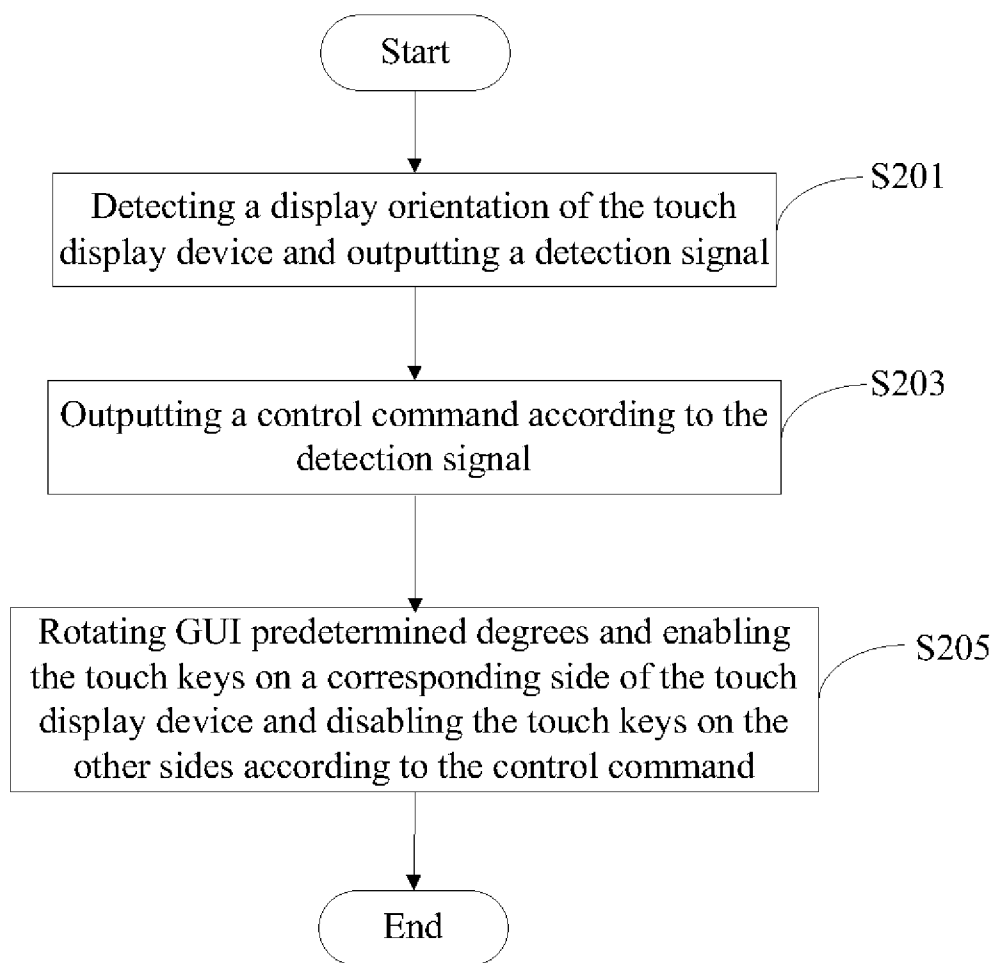 Start
S201
Detecting a display orientation of the touch
display device and outputting a detection signal
S203
Outputting a control command according to the
detection signal
S205
Rotating GUI predetermined degrees and enabling
the touch keys on a corresponding side of the touch
display device and disabling the touch keys on the
other sides according to the control command
End